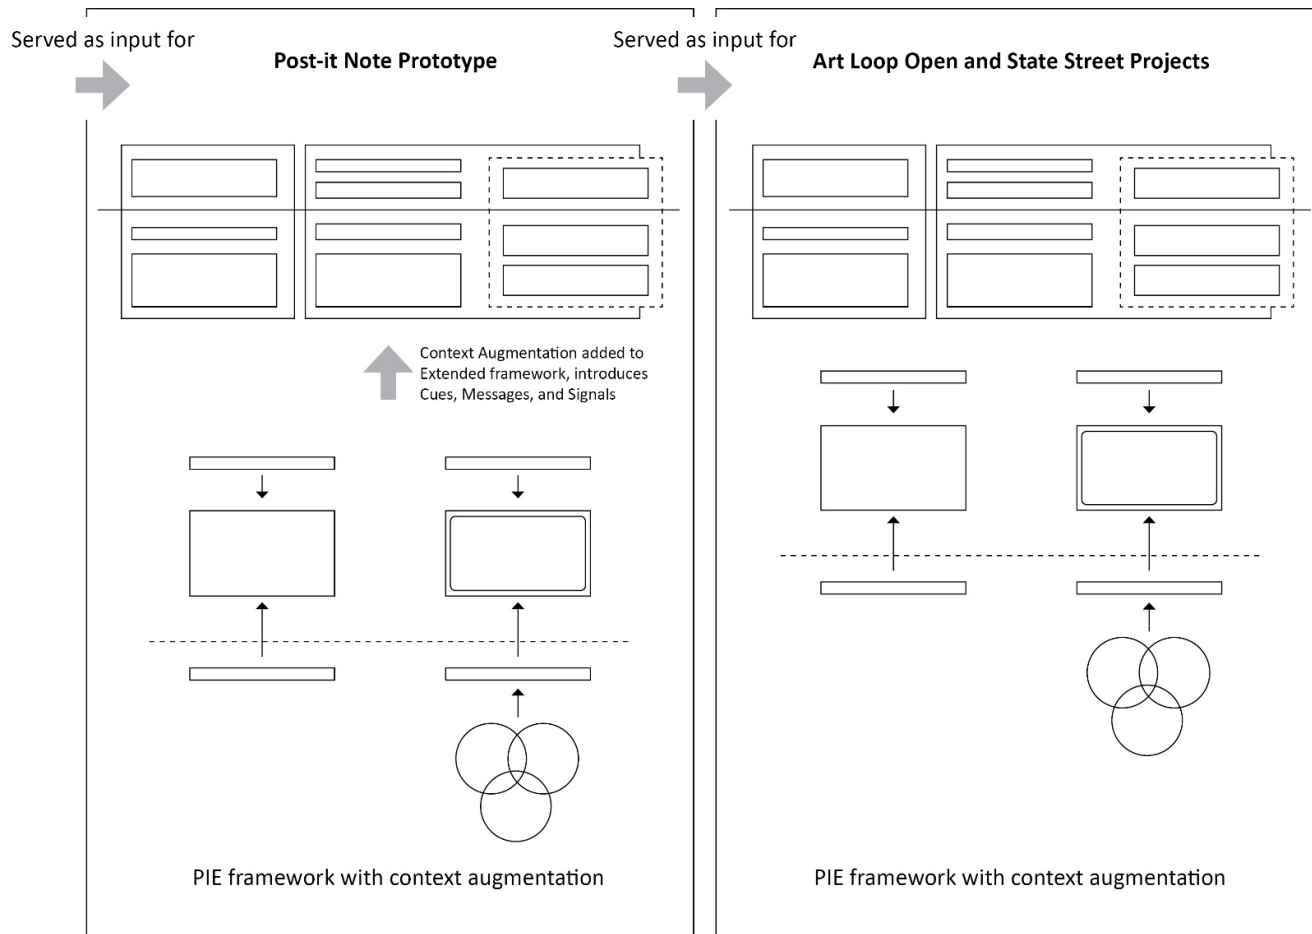 Served as input for
Post-it Note Prototype
Context Augmentation added to
Extended framework, introduces
Cues, Messages, and Signals
PIE framework with context augmentation
Served as input for
Art Loop Open and State Street Projects
PIE framework with context augmentation